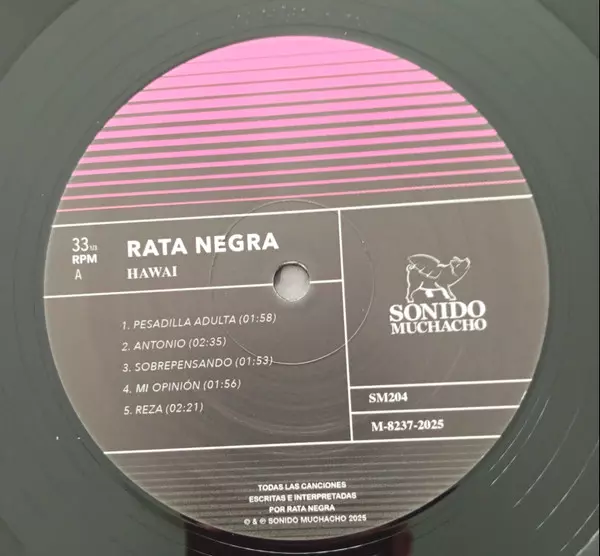 33 1/3
RPM
A
RATA NEGRA
HAWAI
1. PESADILLA ADULTA (01:58)
2. ANTONIO (02:35)
3. SOBREPENSANDO (01:53)
4. MI OPINIÓN (01:56)
5. REZA (02:21)
SONIDO
MUCHACHO
SM204
M-8237-2025
TODAS LAS CANCIONES
ESCRITAS E INTERPRETADAS
POR RATA NEGRA
© & ℗ SONIDO MUCHACHO 2025